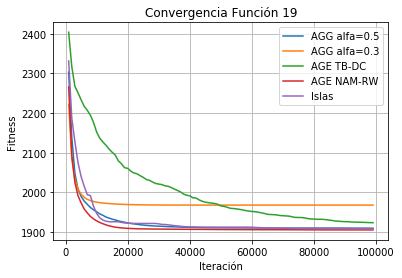 Convergencia Función 19
Fitness
2400
2300
2200
2100
2000
1900
AGG alfa=0.5
AGG alfa=0.3
AGE TB-DC
AGE NAM-RW
Islas
0
20000
40000
60000
80000
100000
Iteración